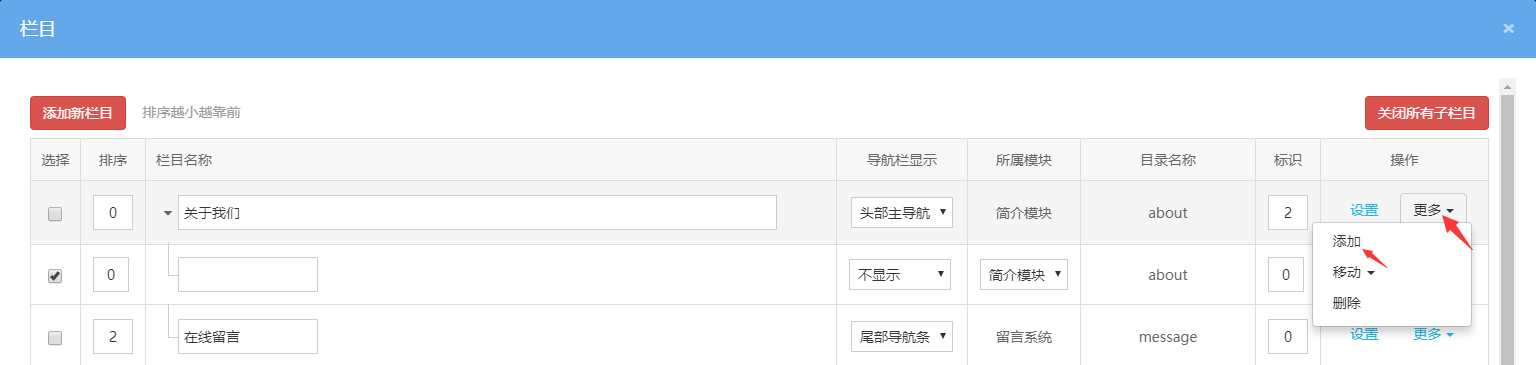 栏目 ×
添加新栏目 排序越小越靠前 关闭所有子栏目
选择 排序 栏目名称 导航栏显示 所属模块 目录名称 标识 操作
0 关于我们 头部主导航 简介模块 about 2 设置 更多
添加
0 不显示 简介模块 about 0 移动
删除
2 在线留言 尾部导航条 留言系统 message 0 设置 更多